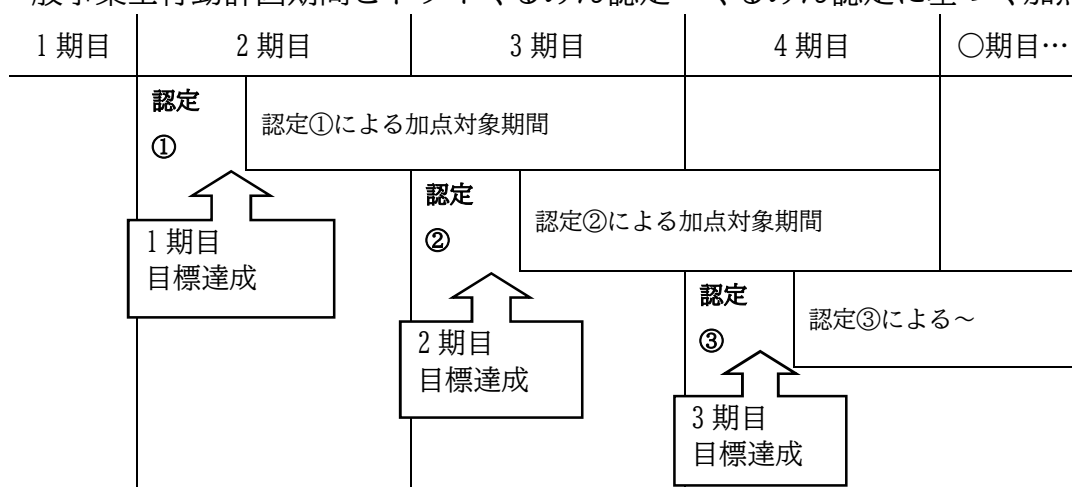 1期目
2期目
3期目
4期目
○期目…
認定
①
認定①による加点対象期間
1期目
目標達成
認定
②
認定②による加点対象期間
2期目
目標達成
認定
③
認定③による～
3期目
目標達成